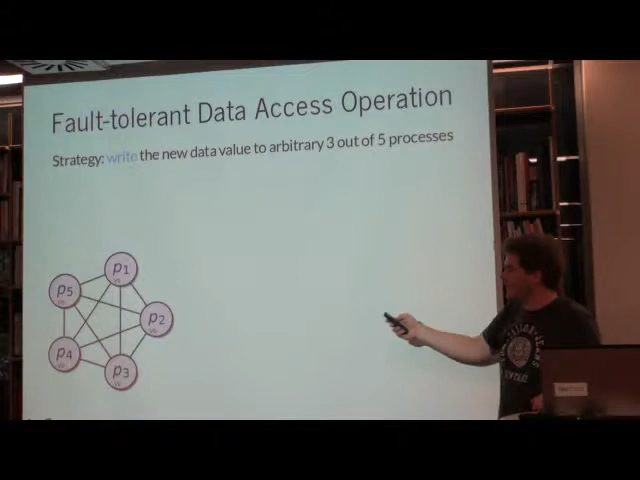 Fault-tolerant Data Access Operation
Strategy: write the new data value to arbitrary 3 out of 5 processes
p1
p5
p2
p4
p3